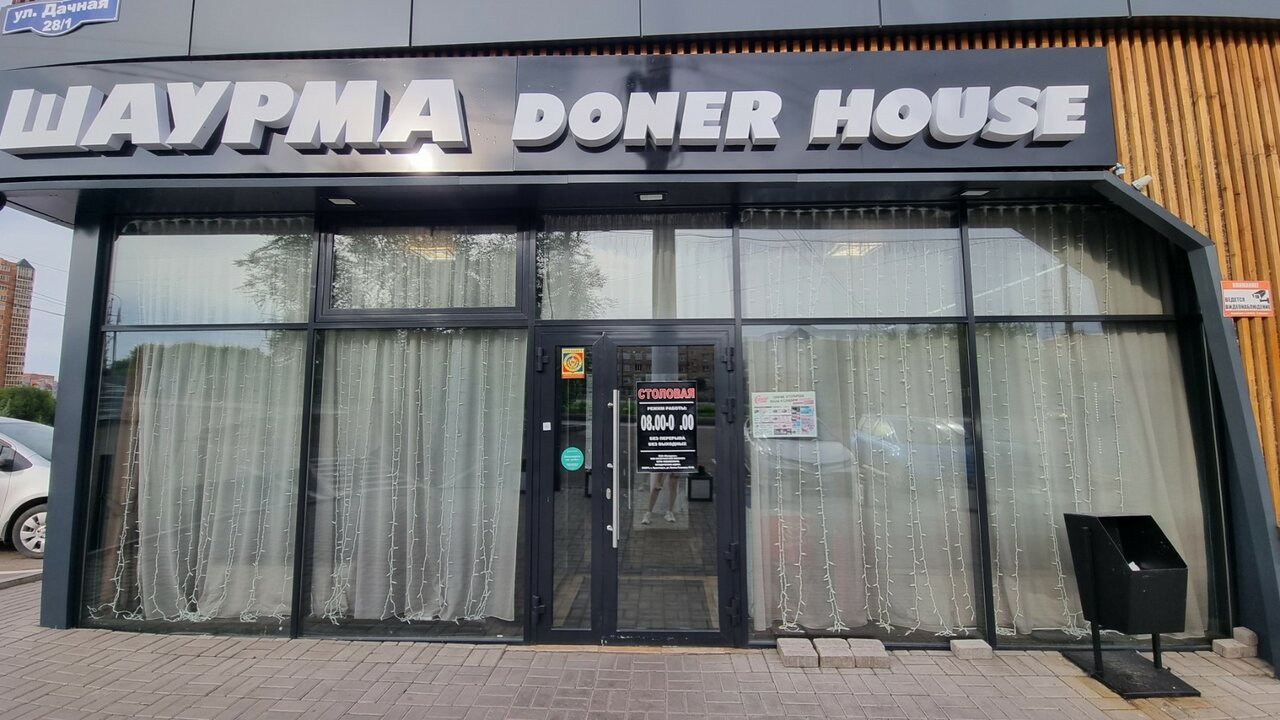 ул. Дачная
28/1
ШАУРМА DONER HOUSE
ВНИМАНИЕ
ВЕДЕТСЯ
ВИДЕОНАБЛЮДЕНИЕ
СТОЛОВАЯ
РЕЖИМ РАБОТЫ:
08.00-0 .00
БЕЗ ПЕРЕРЫВА
БЕЗ ВЫХОДНЫХ